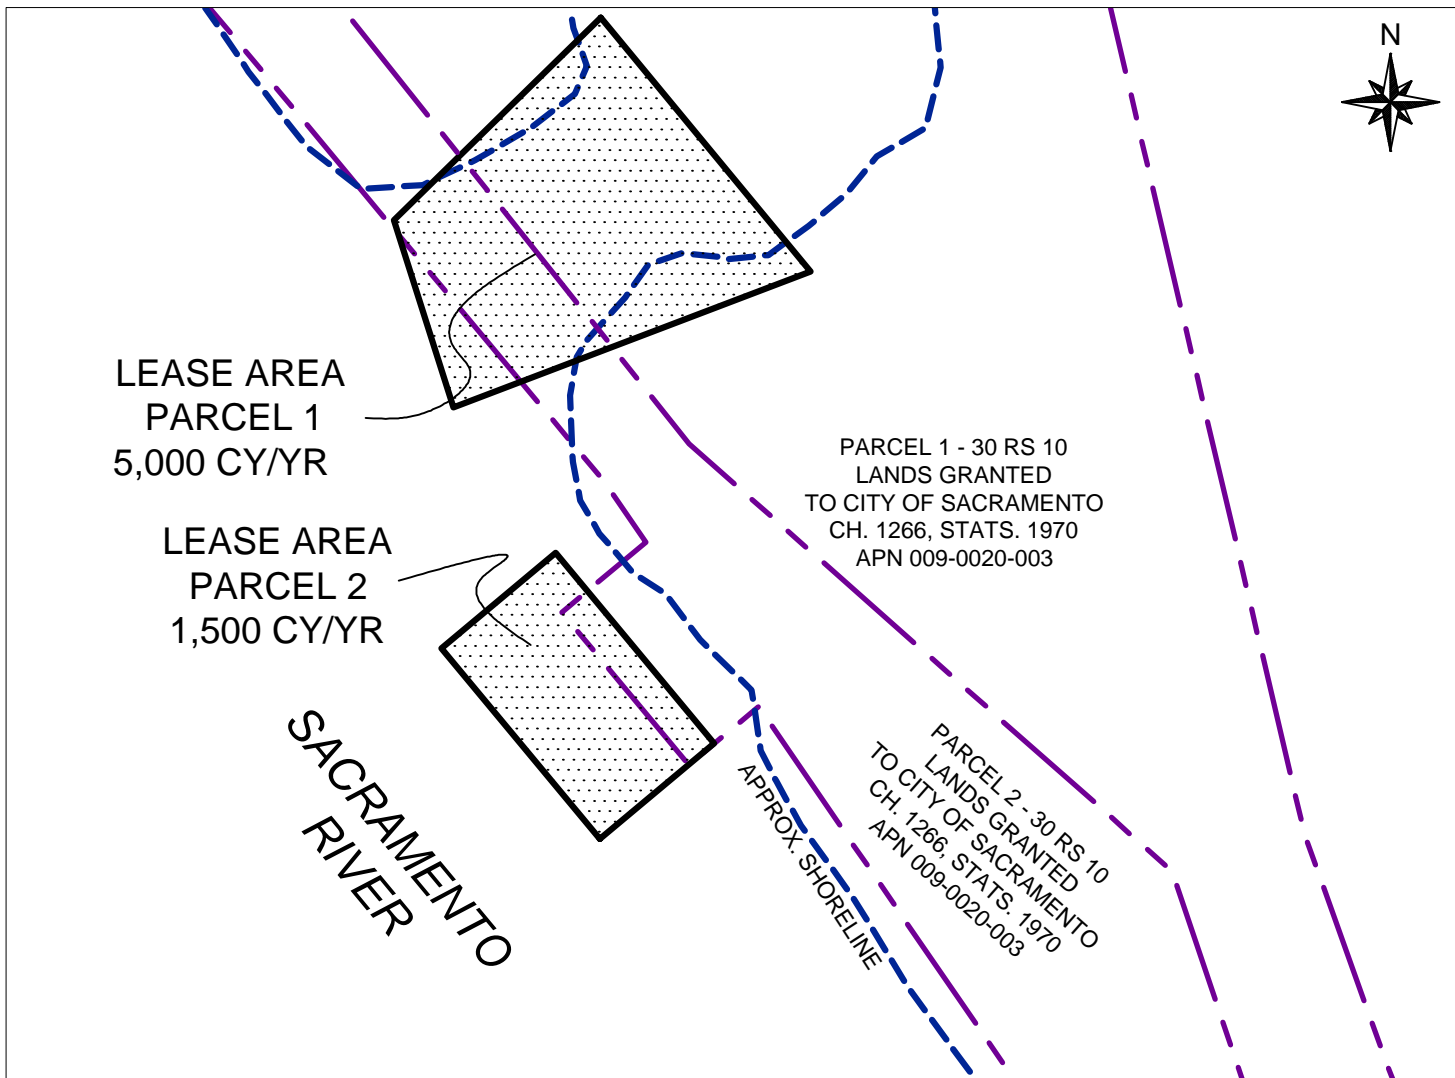 N
LEASE AREA
PARCEL 1
5,000 CY/YR
PARCEL 1 - 30 RS 10
LANDS GRANTED
TO CITY OF SACRAMENTO
CH. 1266, STATS. 1970
APN 009-0020-003
LEASE AREA
PARCEL 2
1,500 CY/YR
SACRAMENTO
RIVER
APPROX. SHORELINE
PARCEL 2 - 30 RS 10
LANDS GRANTED
TO CITY OF SACRAMENTO
CH. 1266, STATS. 1970
APN 009-0020-003